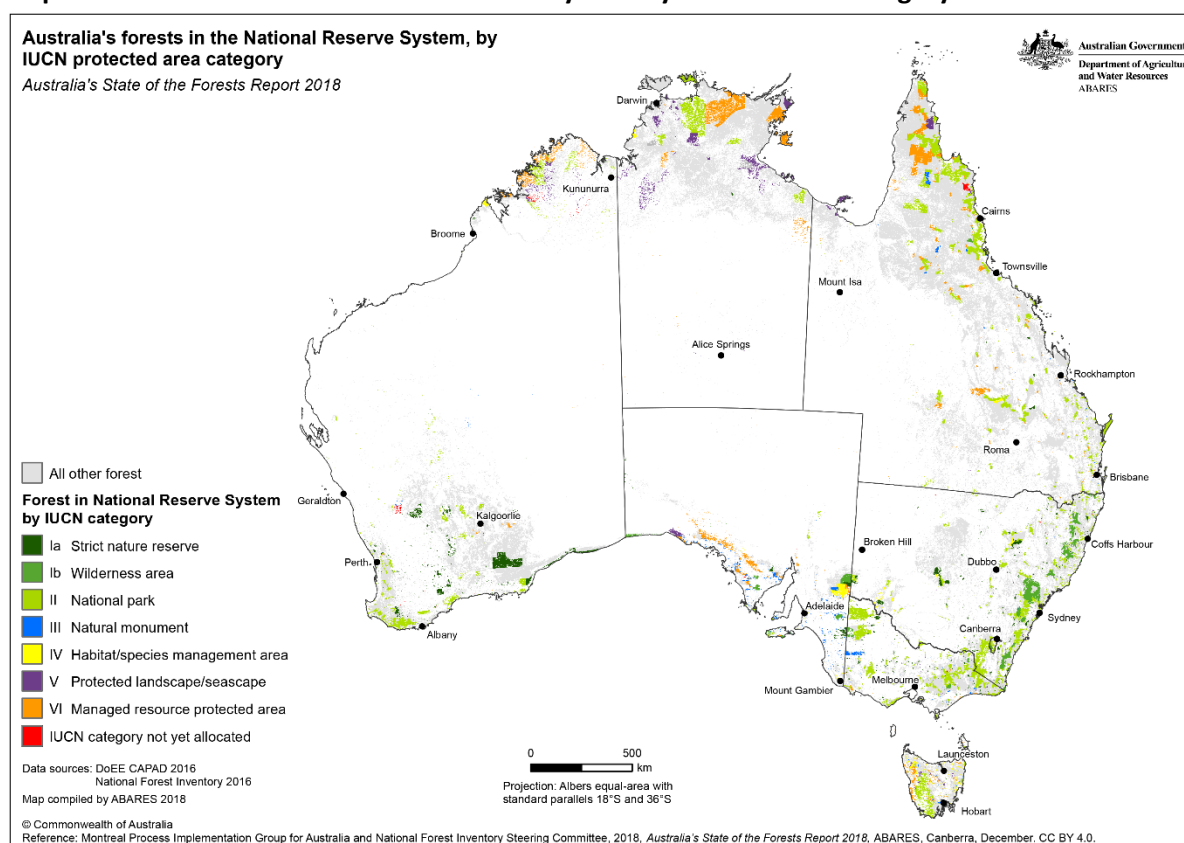 Australia's forests in the National Reserve System, by
IUCN protected area category
Australia's State of the Forests Report 2018
Australian Government
Department of Agricultur
and Water Resources
ABARES
Darwin
Kununurra
Broome
Cairns
Townsville
Mount Isa
Alice Springs
Rockhampton
Roma
Brisbane
Geraldton
Kalgoorlie
Perth
Albany
Broken Hill
Coffs Harbour
Dubbo
Adelaide
Sydney
Canberra
Mount Gambier
Melbourne
Launceston
Hobart
All other forest
Forest in National Reserve System
by IUCN category
Ia Strict nature reserve
Ib Wilderness area
II National park
III Natural monument
IV Habitat/species management area
V Protected landscape/seascape
VI Managed resource protected area
IUCN category not yet allocated
Data sources: DoEE CAPAD 2016
National Forest Inventory 2016
Map compiled by ABARES 2018
0 500
km
Projection: Albers equal-area with
standard parallels 18°S and 36°S
© Commonwealth of Australia
Reference: Montreal Process Implementation Group for Australia and National Forest Inventory Steering Committee, 2018, Australia's State of the Forests Report 2018, ABARES, Canberra, December. CC BY 4.0.